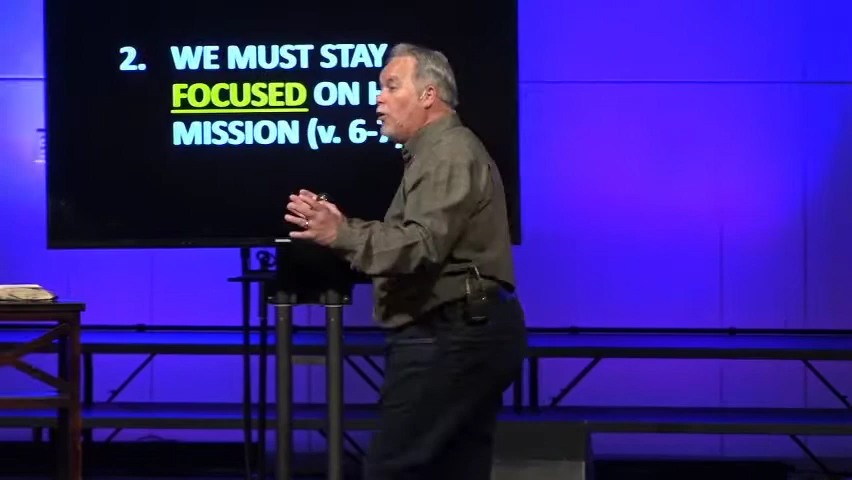 2. WE MUST STAY
FOCUSED ON
MISSION (v. 6-7)